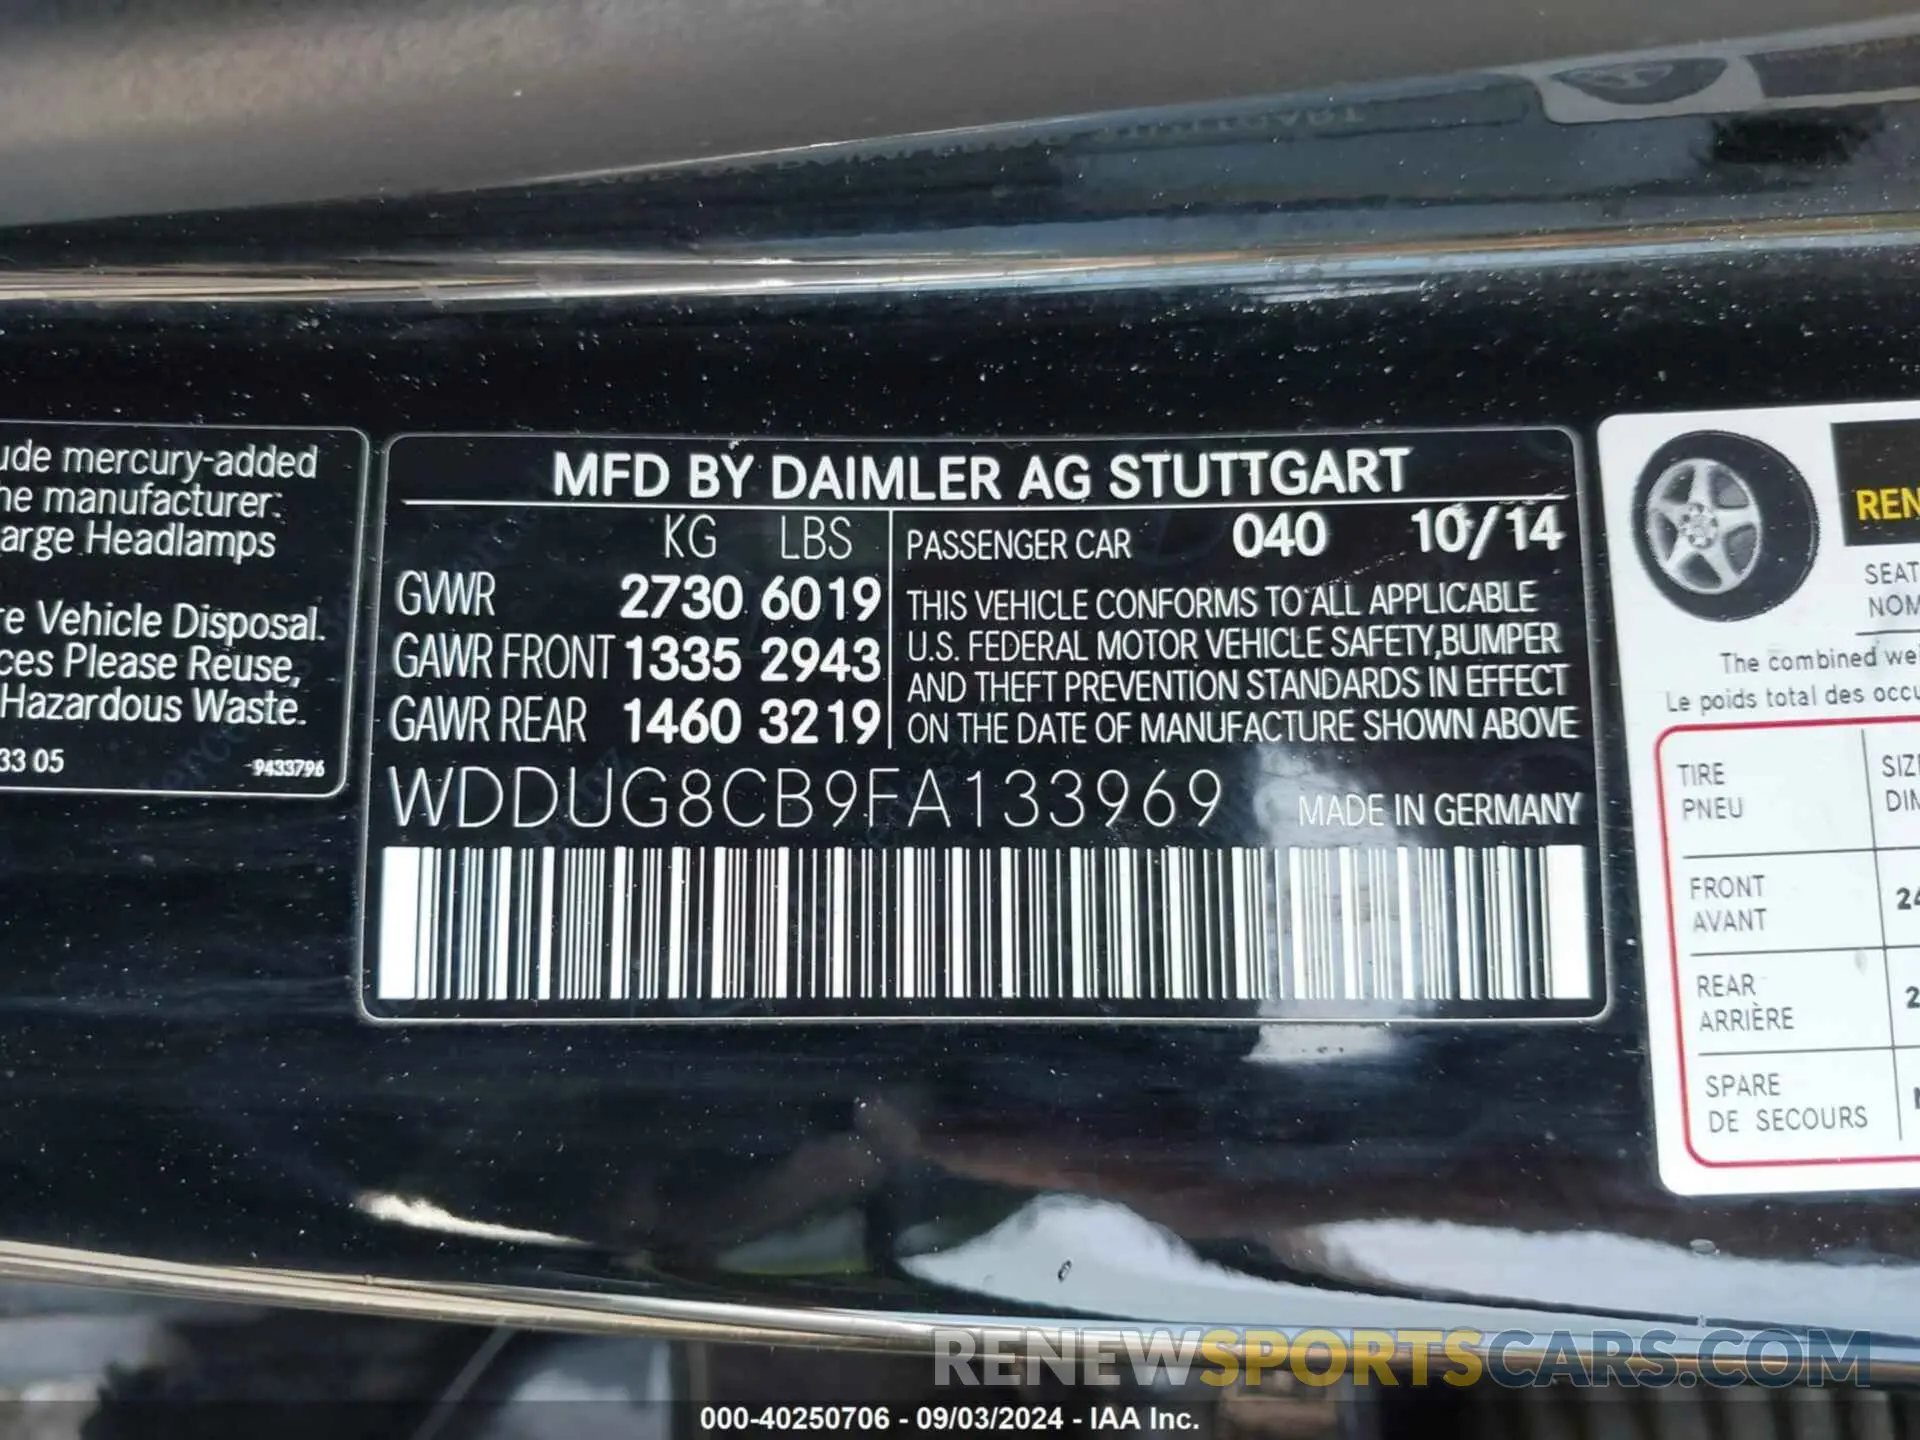 ude mercury-added
he manufacturer:
arge Headlamps
re Vehicle Disposal.
ces Please Reuse,
Hazardous Waste.
33 05
9433796
MFD BY DAIMLER AG STUTTGART
KG LBS
GVWR 2730 6019
GAWR FRONT 1335 2943
GAWR REAR 1460 3219
PASSENGER CAR 040 10/14
THIS VEHICLE CONFORMS TO ALL APPLICABLE
U.S. FEDERAL MOTOR VEHICLE SAFETY,BUMPER
AND THEFT PREVENTION STANDARDS IN EFFECT
ON THE DATE OF MANUFACTURE SHOWN ABOVE
WDDUG8CB9FA133969
MADE IN GERMANY
REN
SEAT
NOM
The combined wei
Le poids total des occu
TIRE
PNEU
SIZE
DIM
FRONT
AVANT
24
REAR
ARRIÈRE
2
SPARE
DE SECOURS
RENEWSPORTSCARS.COM
000-40250706 - 09/03/2024 - IAA Inc.